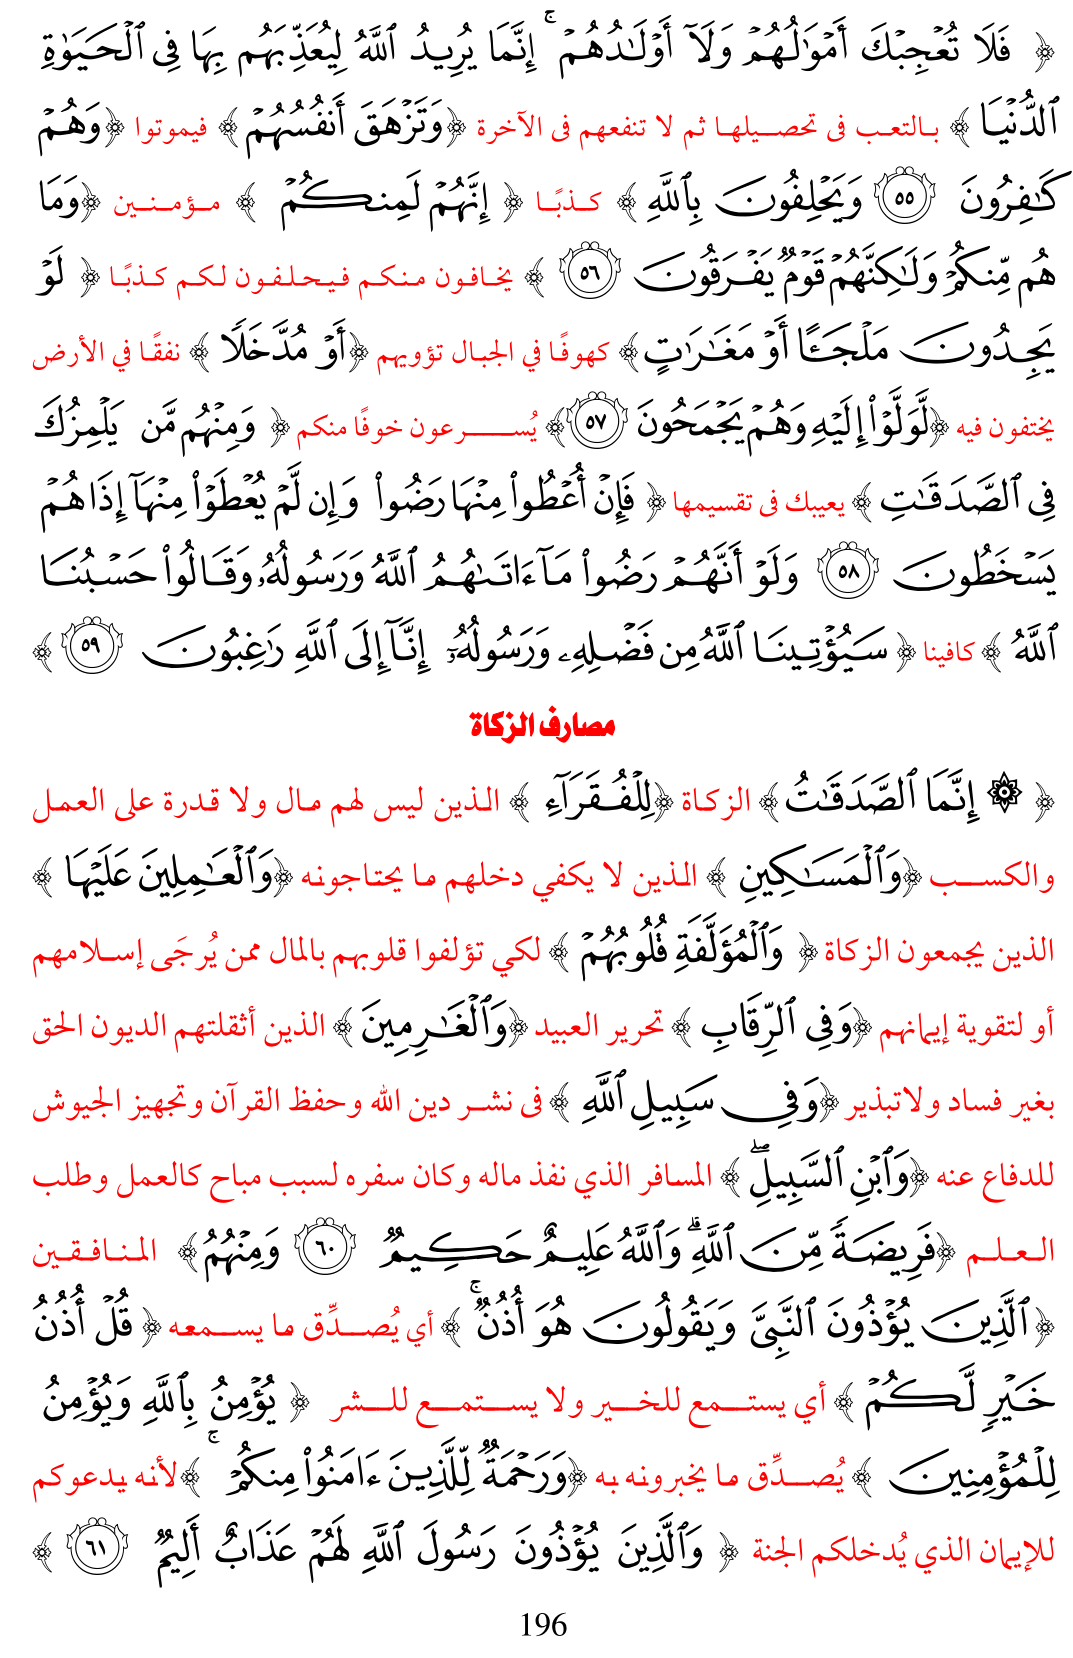 ﴿ فَلَا تُعْجِبْكَ أَمْوَٰلُهُمْ وَلَآ أَوْلَـٰدُهُمْ ۚ إِنَّمَا يُرِيدُ ٱللَّهُ لِيُعَذِّبَهُم بِهَا فِى ٱلْحَيَوٰةِ
ٱلدُّنْيَا ﴾ بالتعب فى تحصيلها ثم لا تنفعهم فى الآخرة ﴿وَتَزْهَقَ أَنفُسُهُمْ﴾ فيموتوا ﴿وَهُمْ
كَـٰفِرُونَ ٥٥ وَيَحْلِفُونَ بِٱللَّهِ﴾ كذبًا ﴿ إِنَّهُمْ لَمِنكُمْ ﴾ مؤمنين ﴿وَمَا
هُم مِّنكُمْ وَلَـٰكِنَّهُمْ قَوْمٌ يَفْرَقُونَ ٥٦ ﴾ يخافون منكم فيحلفون لكم كذبًا ﴿ لَوْ
يَجِدُونَ مَلْجَـًٔا أَوْ مَغَـٰرَٰتٍ﴾ كهوفًا في الجبال تؤويهم ﴿أَوْ مُدَّخَلًا ﴾ نفقًا في الأرض
يختفون فيه ﴿لَّوَلَّوْا۟ إِلَيْهِ وَهُمْ يَجْمَحُونَ ٥٧﴾ يُسرعون خوفًا منكم ﴿ وَمِنْهُم مَّن يَلْمِزُكَ
فِى ٱلصَّدَقَـٰتِ ﴾ يعيبك فى تقسيمها ﴿ فَإِنْ أُعْطُوا۟ مِنْهَا رَضُوا۟ وَإِن لَّمْ يُعْطَوْا۟ مِنْهَآ إِذَا هُمْ
يَسْخَطُونَ ٥٨ وَلَوْ أَنَّهُمْ رَضُوا۟ مَآ ءَاتَىٰهُمُ ٱللَّهُ وَرَسُولُهُۥ وَقَالُوا۟ حَسْبُنَا
ٱللَّهُ ﴾ كافينا ﴿ سَيُؤْتِينَا ٱللَّهُ مِن فَضْلِهِۦ وَرَسُولُهُۥٓ إِنَّآ إِلَى ٱللَّهِ رَٰغِبُونَ ٥٩ ﴾
مصارف الزكاة
﴿ ۞ إِنَّمَا ٱلصَّدَقَـٰتُ﴾ الزكاة ﴿لِلْفُقَرَآءِ ﴾ الذين ليس لهم مال ولا قدرة على العمل
والكسب ﴿وَٱلْمَسَـٰكِينِ ﴾ الذين لا يكفي دخلهم ما يحتاجونه ﴿وَٱلْعَـٰمِلِينَ عَلَيْهَا ﴾
الذين يجمعون الزكاة ﴿ وَٱلْمُؤَلَّفَةِ قُلُوبُهُمْ ﴾ لكي تؤلفوا قلوبهم بالمال ممن يُرجَى إسلامهم
أو لتقوية إيمانهم ﴿وَفِى ٱلرِّقَابِ ﴾ تحرير العبيد ﴿وَٱلْغَـٰرِمِينَ ﴾ الذين أثقلتهم الديون الحق
بغير فساد ولاتبذير ﴿وَفِى سَبِيلِ ٱللَّهِ ﴾ فى نشر دين الله وحفظ القرآن وتجهيز الجيوش
للدفاع عنه ﴿وَٱبْنِ ٱلسَّبِيلِ ۖ ﴾ المسافر الذي نفذ ماله وكان سفره لسبب مباح كالعمل وطلب
العلم ﴿فَرِيضَةً مِّنَ ٱللَّهِ ۗ وَٱللَّهُ عَلِيمٌ حَكِيمٌ ٦٠ وَمِنْهُمُ ﴾ المنافقين
﴿ٱلَّذِينَ يُؤْذُونَ ٱلنَّبِىَّ وَيَقُولُونَ هُوَ أُذُنٌ ۚ ﴾ أي يُصدِّق ما يسمعه ﴿ قُلْ أُذُنُ
خَيْرٍ لَّكُمْ ﴾ أي يستمع للخير ولا يستمع للشر ﴿ يُؤْمِنُ بِٱللَّهِ وَيُؤْمِنُ
لِلْمُؤْمِنِينَ ﴾ يُصدِّق ما يخبرونه به ﴿وَرَحْمَةٌ لِّلَّذِينَ ءَامَنُوا۟ مِنكُمْ ۚ ﴾ لأنه يدعوكم
للإيمان الذي يُدخلكم الجنة ﴿ وَٱلَّذِينَ يُؤْذُونَ رَسُولَ ٱللَّهِ لَهُمْ عَذَابٌ أَلِيمٌ ٦١ ﴾
196